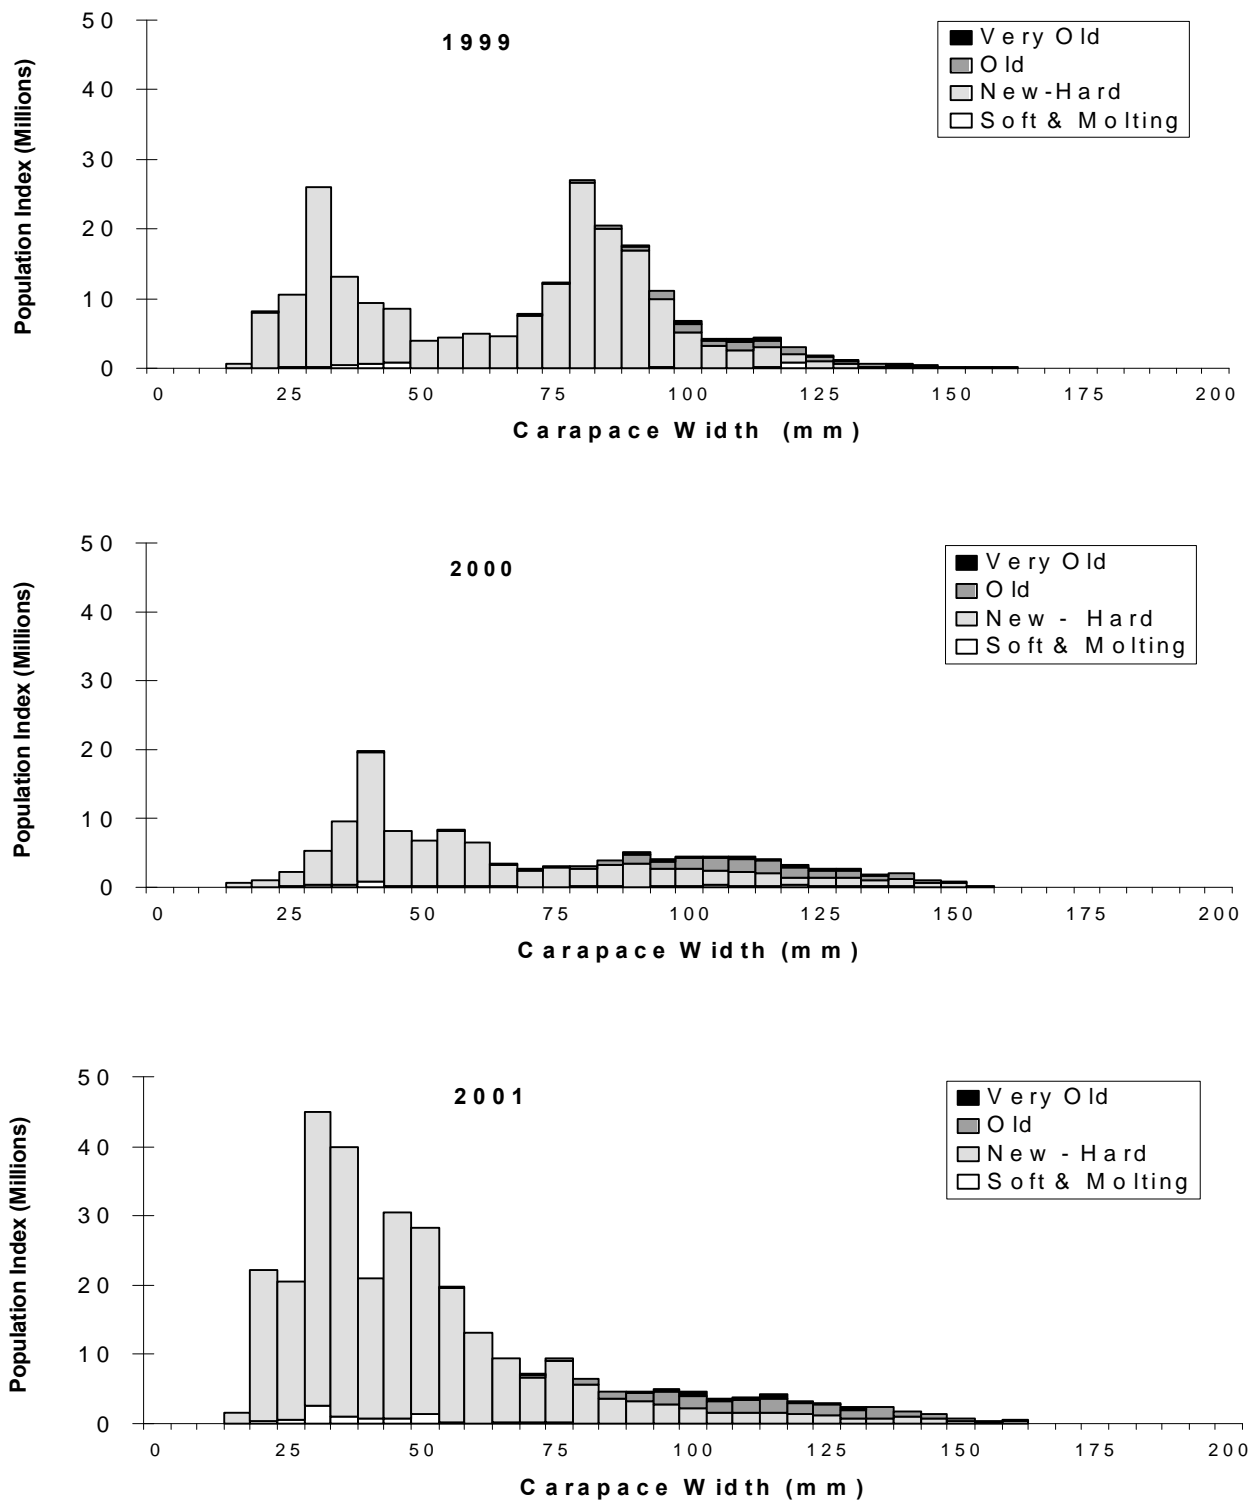 1999
Population Index (Millions)
50
40
30
20
10
0
Very Old
Old
New-Hard
Soft & Molting
0 25 50 75 100 125 150 175 200
Carapace Width (mm)
2000
Population Index (Millions)
50
40
30
20
10
0
Very Old
Old
New - Hard
Soft & Molting
0 25 50 75 100 125 150 175 200
Carapace Width (mm)
2001
Population Index (Millions)
50
40
30
20
10
0
Very Old
Old
New - Hard
Soft & Molting
0 25 50 75 100 125 150 175 200
Carapace Width (mm)